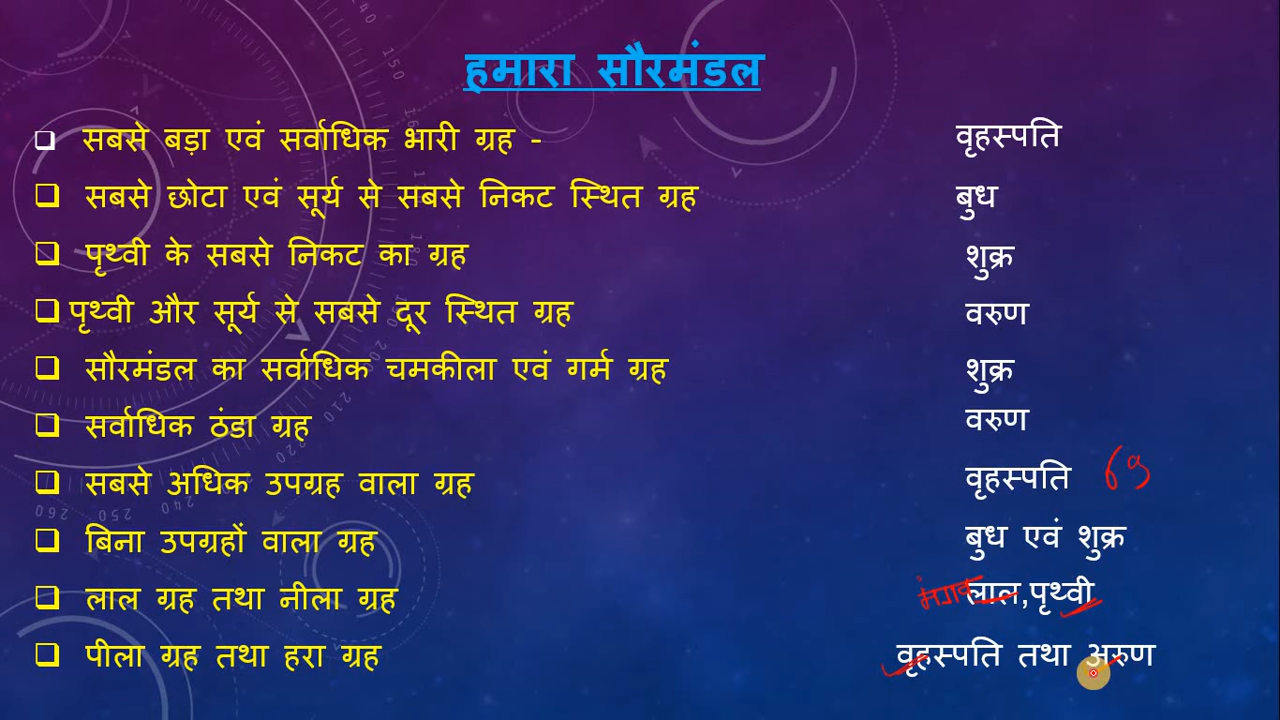 हमारा सौरमंडल
सबसे बड़ा एवं सर्वाधिक भारी ग्रह - वृहस्पति
सबसे छोटा एवं सूर्य से सबसे निकट स्थित ग्रह बुध
पृथ्वी के सबसे निकट का ग्रह शुक्र
पृथ्वी और सूर्य से सबसे दूर स्थित ग्रह वरुण
सौरमंडल का सर्वाधिक चमकीला एवं गर्म ग्रह शुक्र
सर्वाधिक ठंडा ग्रह वरुण
सबसे अधिक उपग्रह वाला ग्रह वृहस्पति 69
बिना उपग्रहों वाला ग्रह बुध एवं शुक्र
लाल ग्रह तथा नीला ग्रह लाल,पृथ्वी
पीला ग्रह तथा हरा ग्रह वृहस्पति तथा अरुण